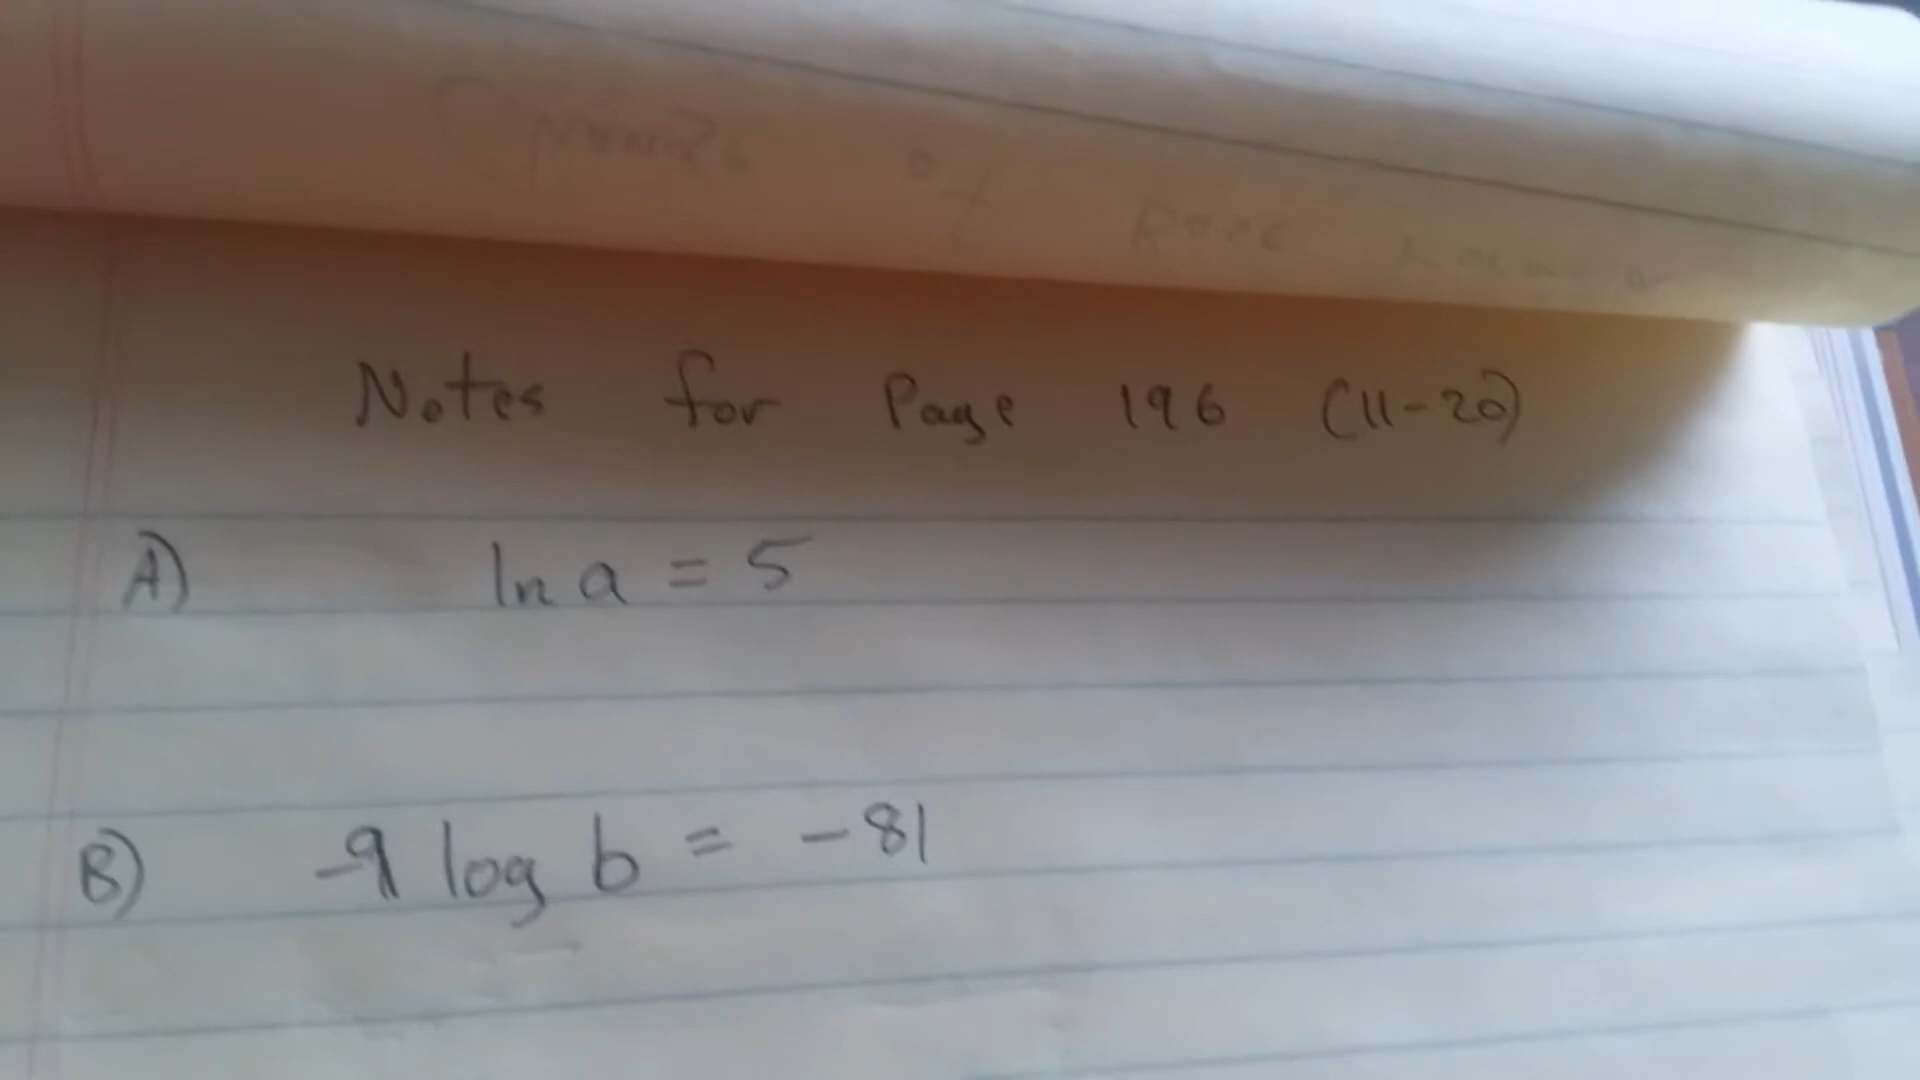 Notes for Page 196 (11-20)
A) ln a = 5
B) -9 log b = -81